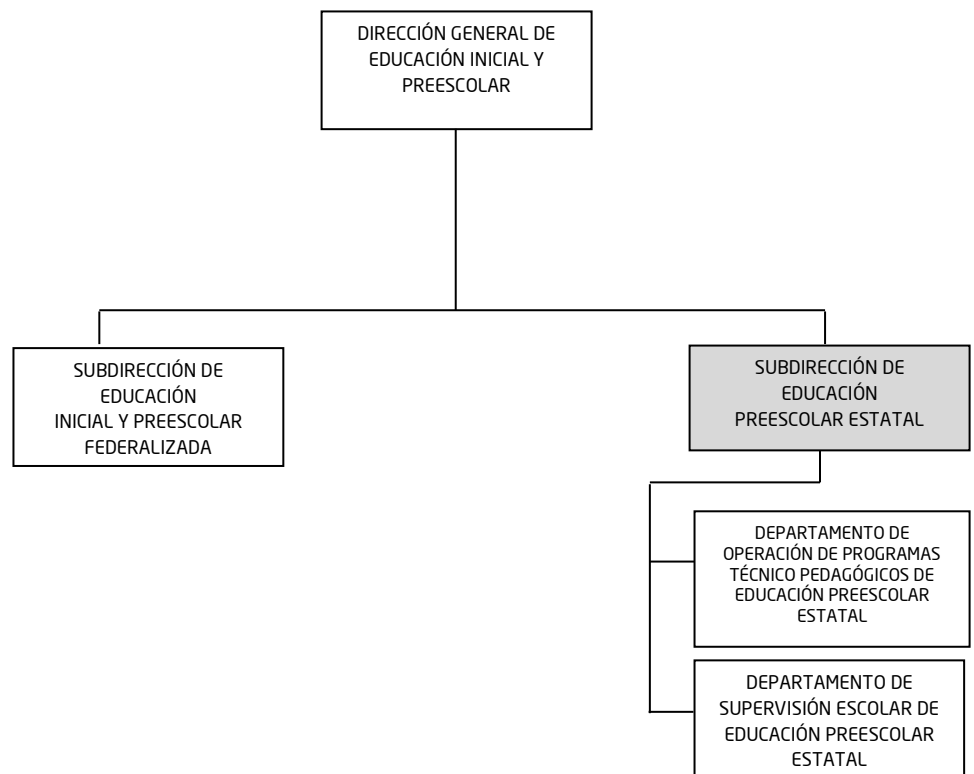 DIRECCIÓN GENERAL DE
EDUCACIÓN INICIAL Y
PREESCOLAR
SUBDIRECCIÓN DE
EDUCACIÓN
INICIAL Y PREESCOLAR
FEDERALIZADA
SUBDIRECCIÓN DE
EDUCACIÓN
PREESCOLAR ESTATAL
DEPARTAMENTO DE
OPERACIÓN DE PROGRAMAS
TÉCNICO PEDAGÓGICOS DE
EDUCACIÓN PREESCOLAR
ESTATAL
DEPARTAMENTO DE
SUPERVISIÓN ESCOLAR DE
EDUCACIÓN PREESCOLAR
ESTATAL